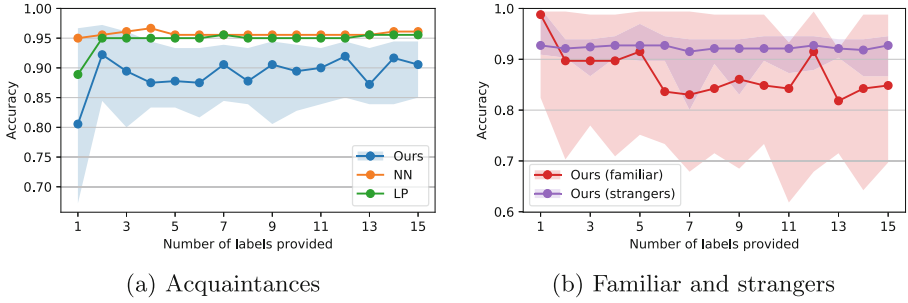 1.00
0.95
0.90
0.85
0.80
0.75
0.70
Accuracy
Ours
NN
LP
1 3 5 7 9 11 13 15
Number of labels provided
(a) Acquaintances
1.0
0.9
0.8
0.7
0.6
Accuracy
Ours (familiar)
Ours (strangers)
1 3 5 7 9 11 13 15
Number of labels provided
(b) Familiar and strangers